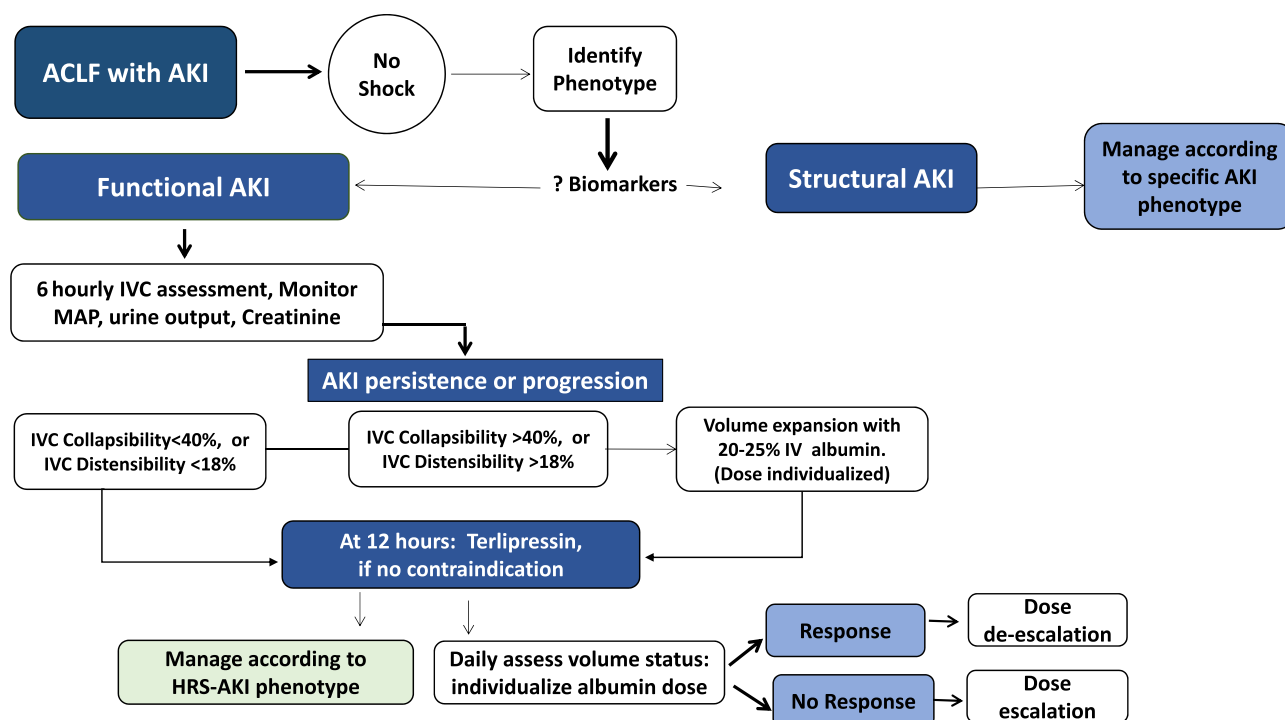 ACLF with AKI
No
Shock
Identify
Phenotype
Functional AKI
? Biomarkers
Structural AKI
Manage according
to specific AKI
phenotype
6 hourly IVC assessment, Monitor
MAP, urine output, Creatinine
AKI persistence or progression
IVC Collapsibility<40%, or
IVC Distensibility <18%
IVC Collapsibility >40%, or
IVC Distensibility >18%
Volume expansion with
20-25% IV albumin.
(Dose individualized)
At 12 hours: Terlipressin,
if no contraindication
Manage according to
HRS-AKI phenotype
Daily assess volume status:
individualize albumin dose
Response
Dose
de-escalation
No Response
Dose
escalation